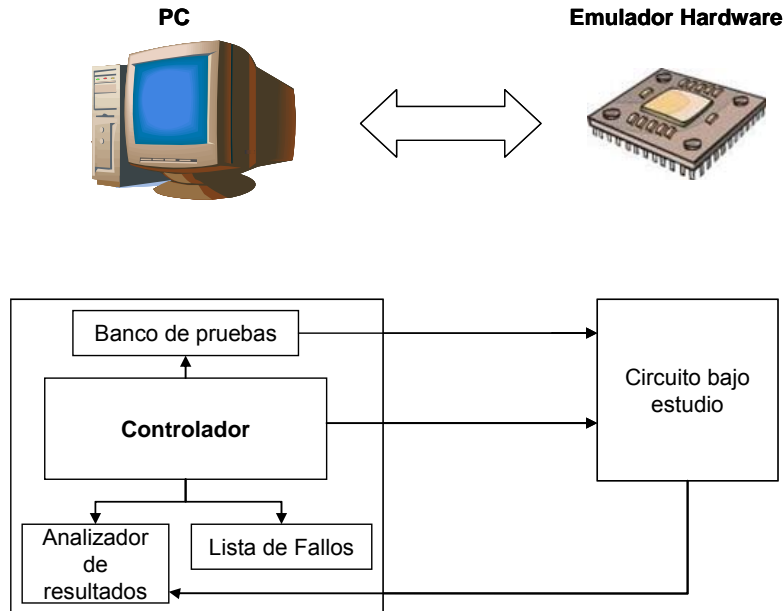 PC
Emulador Hardware
Banco de pruebas
Controlador
Circuito bajo
estudio
Analizador
de
resultados
Lista de Fallos